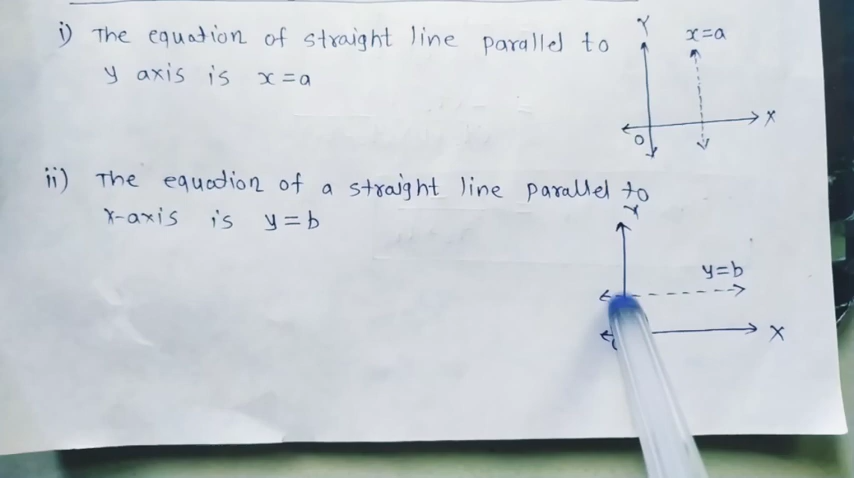 i) The equation of straight line parallel to
y axis is x=a
Y
x=a
X
O
ii) The equation of a straight line parallel to
x-axis is y=b
Y
y=b
X